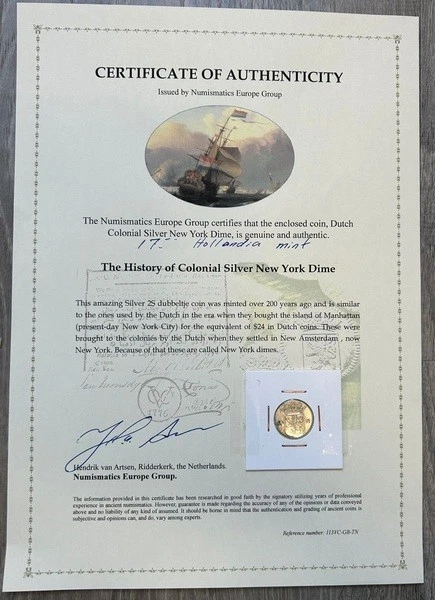 CERTIFICATE OF AUTHENTICITY
Issued by Numismatics Europe Group
The Numismatics Europe Group certifies that the enclosed coin, Dutch
Colonial Silver New York Dime, is genuine and authentic.
17-- Hollandia mint
The History of Colonial Silver New York Dime
This amazing Silver 2S dubbeltje coin was minted over 200 years ago and is similar
to the ones used by the Dutch in the era when they bought the island of Manhattan
(present-day New York City) for the equivalent of $24 in Dutch coins. These were
brought to the colonies by the Dutch when they settled in New Amsterdam , now
New York. Because of that these are called New York dimes.
Hendrik van Artsen, Ridderkerk, the Netherlands.
Numismatics Europe Group.
The information provided in this certificate has been researched in good faith by the signatory utilizing years of professional
experience in ancient numismatics. However, guarantee is made regarding the accuracy of any of the opinions or data conveyed
above and no liability of any kind of assumed. It should be borne in mind that the authentication and grading of ancient coins is
subjective and opinions can, and do, vary among experts.
Reference number: 113VC-GB-TN